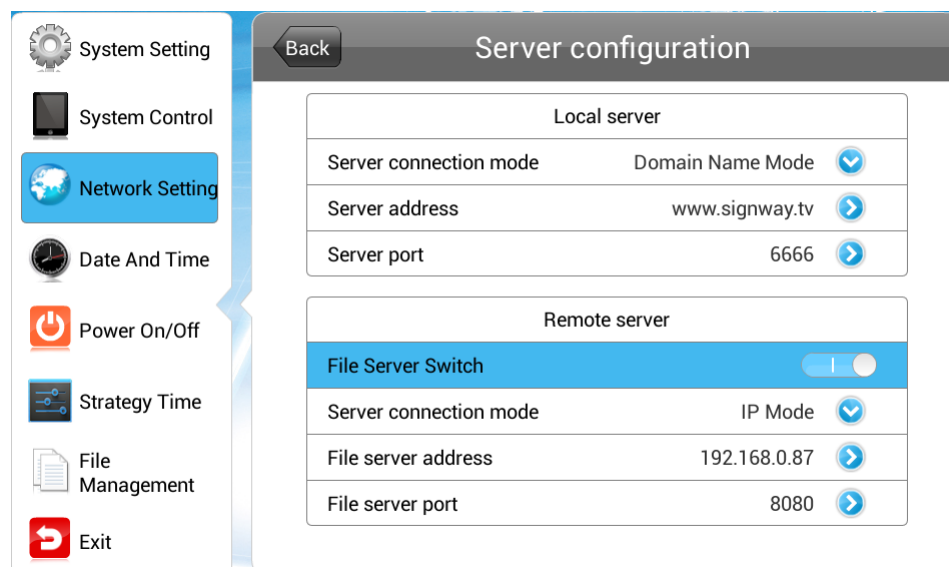 System Setting
System Control
Network Setting
Date And Time
Power On/Off
Strategy Time
File
Management
Exit
Back
Server configuration
Local server
Server connection mode Domain Name Mode
Server address www.signway.tv
Server port 6666
Remote server
File Server Switch
Server connection mode IP Mode
File server address 192.168.0.87
File server port 8080